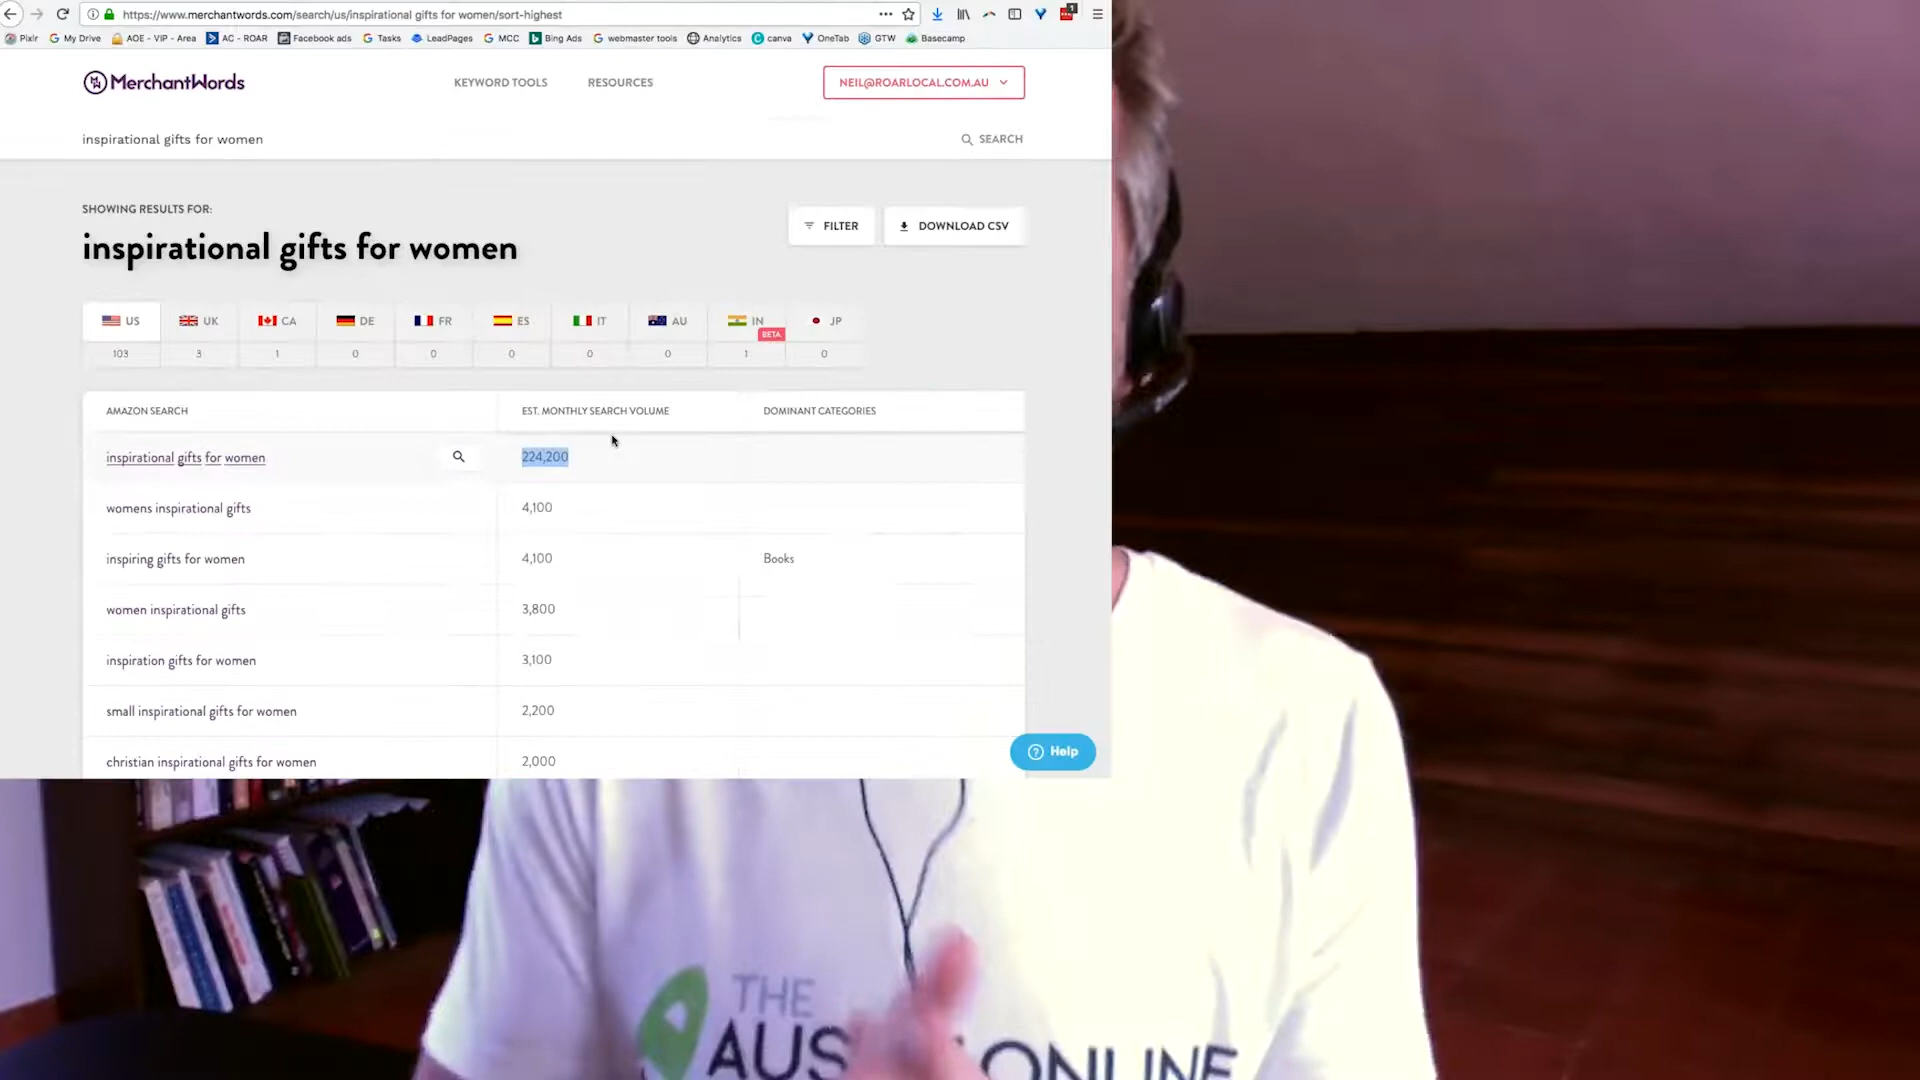 https://www.merchantwords.com/search/us/inspirational gifts for women/sort-highest
1
Pixlr
My Drive
AOE - VIP - Area
AC - ROAR
Facebook ads
Tasks
LeadPages
MCC
Bing Ads
webmaster tools
Analytics
canva
OneTab
GTW
Basecamp
MerchantWords
KEYWORD TOOLS
RESOURCES
NEIL@ROARLOCAL.COM.AU
inspirational gifts for women
SEARCH
SHOWING RESULTS FOR:
inspirational gifts for women
FILTER
DOWNLOAD CSV
US UK CA DE FR ES IT AU IN JP
BETA
103 3 1 0 0 0 0 0 1 0
AMAZON SEARCH EST. MONTHLY SEARCH VOLUME DOMINANT CATEGORIES
inspirational gifts for women 224,200
womens inspirational gifts 4,100
inspiring gifts for women 4,100 Books
women inspirational gifts 3,800
inspiration gifts for women 3,100
small inspirational gifts for women 2,200
christian inspirational gifts for women 2,000
Help
THE
AUS ONLINE